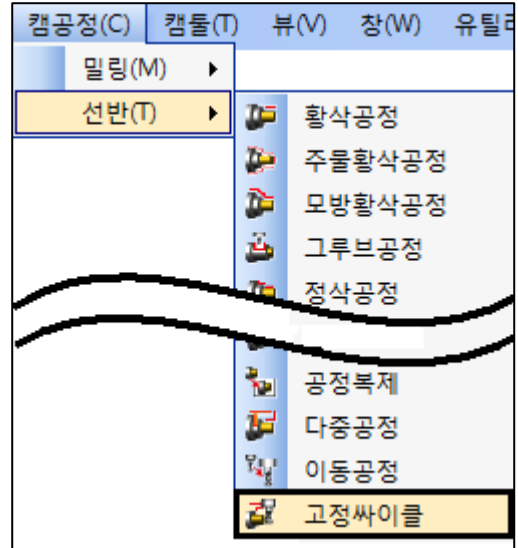 캠공정(C) 캠툴(T) 뷰(V) 창(W) 유틸리
밀링(M)
선반(T)
황삭공정
주물황삭공정
모방황삭공정
그루브공정
정삭공정
공정복제
다중공정
이동공정
고정싸이클